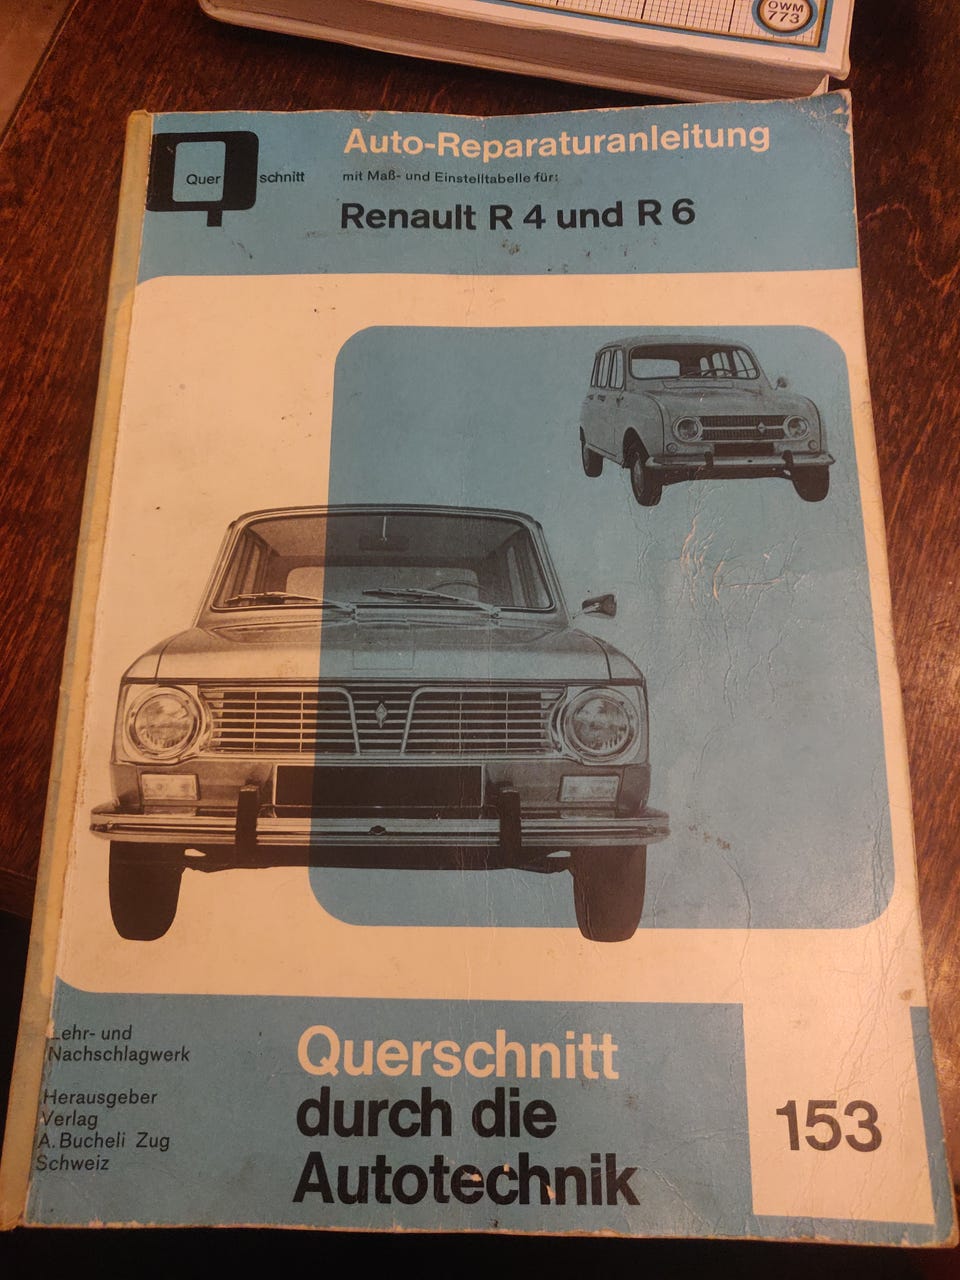 OWM
773
Auto-Reparaturanleitung
Quer schnitt
mit Maß- und Einstelltabelle für:
Renault R 4 und R 6
Lehr- und
Nachschlagwerk
Herausgeber
Verlag
A. Bucheli Zug
Schweiz
Querschnitt
durch die
Autotechnik
153